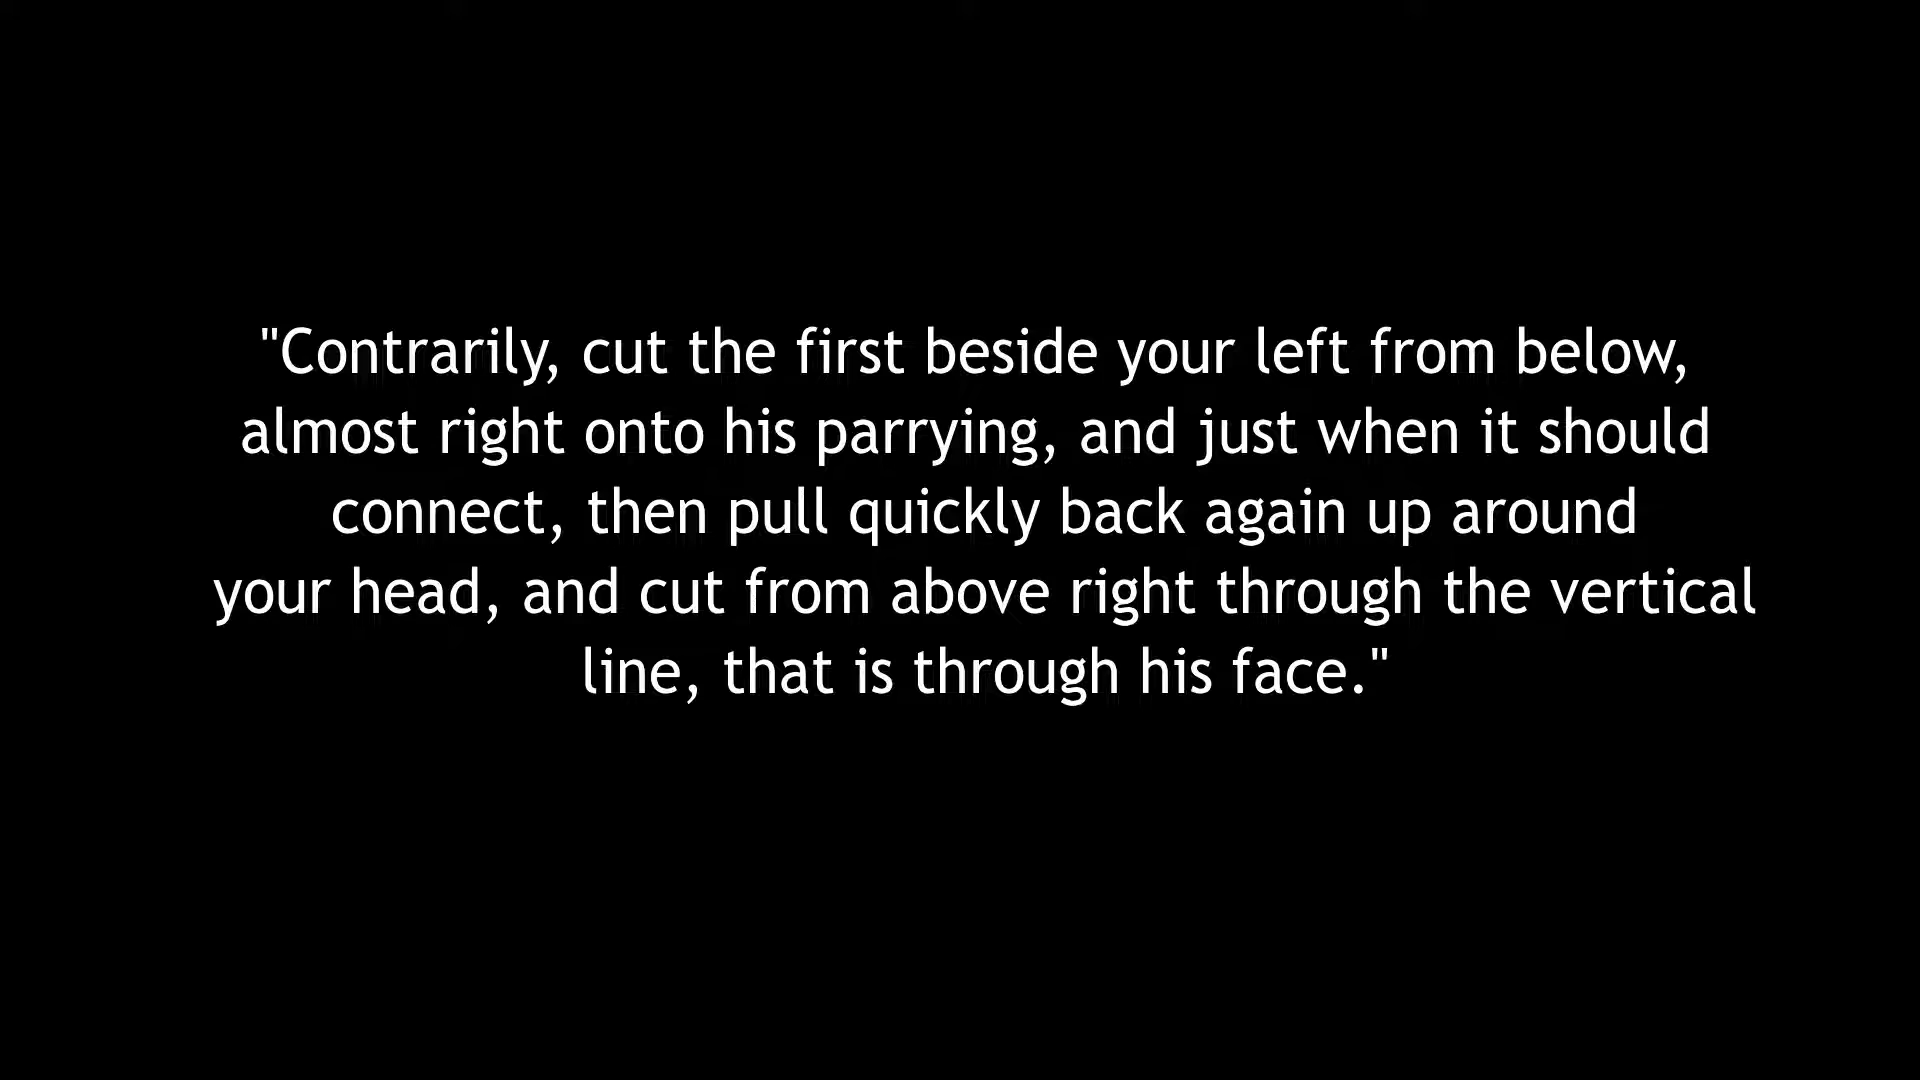 "Contrarily, cut the first beside your left from below,
almost right onto his parrying, and just when it should
connect, then pull quickly back again up around
your head, and cut from above right through the vertical
line, that is through his face."